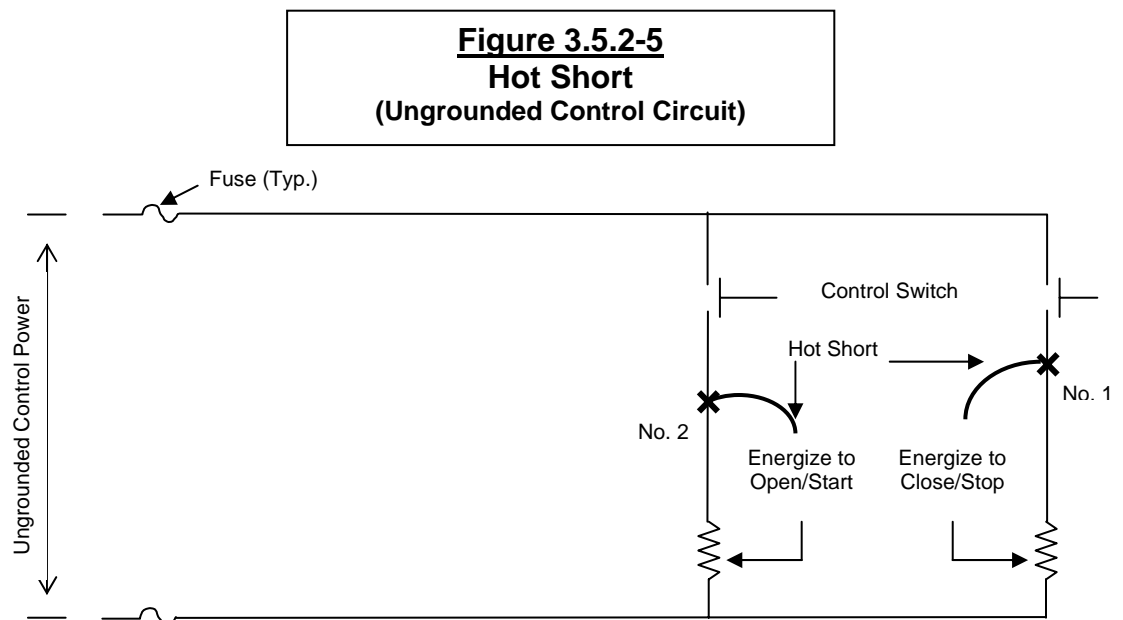 Figure 3.5.2-5
Hot Short
(Ungrounded Control Circuit)
Fuse (Typ.)
Ungrounded Control Power
Control Switch
Hot Short
No. 1
No. 2
Energize to
Open/Start
Energize to
Close/Stop